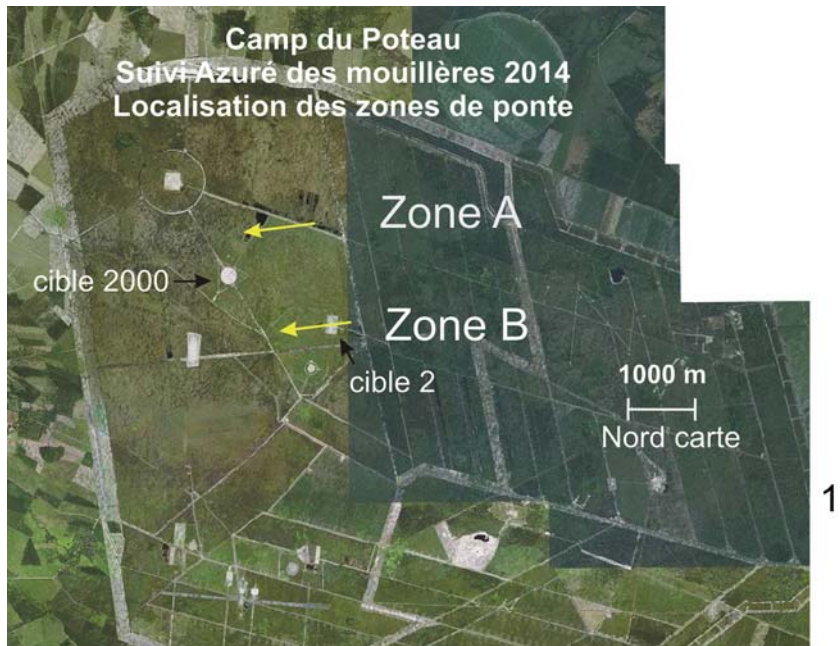 Camp du Poteau
Suivi Azuré des mouillères 2014
Localisation des zones de ponte
Zone A
cible 2000
Zone B
cible 2
1000 m
Nord carte
1